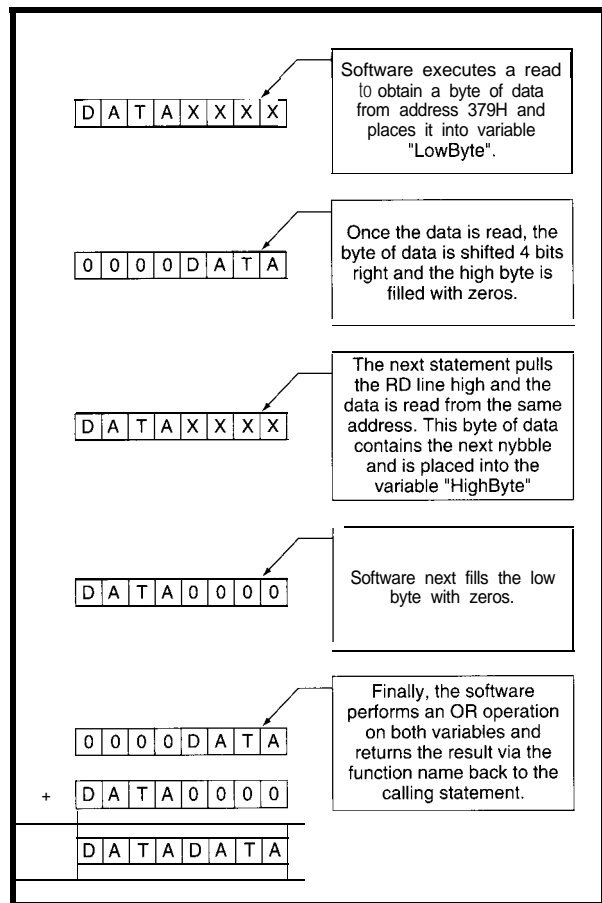 D A T A X X X X
Software executes a read
to obtain a byte of data
from address 379H and
places it into variable
"LowByte".
0 0 0 0 D A T A
Once the data is read, the
byte of data is shifted 4 bits
right and the high byte is
filled with zeros.
D A T A X X X X
The next statement pulls
the RD line high and the
data is read from the same
address. This byte of data
contains the next nybble
and is placed into the
variable "HighByte"
D A T A 0 0 0 0
Software next fills the low
byte with zeros.
0 0 0 0 D A T A
+ D A T A 0 0 0 0
D A T A D A T A
Finally, the software
performs an OR operation
on both variables and
returns the result via the
function name back to the
calling statement.